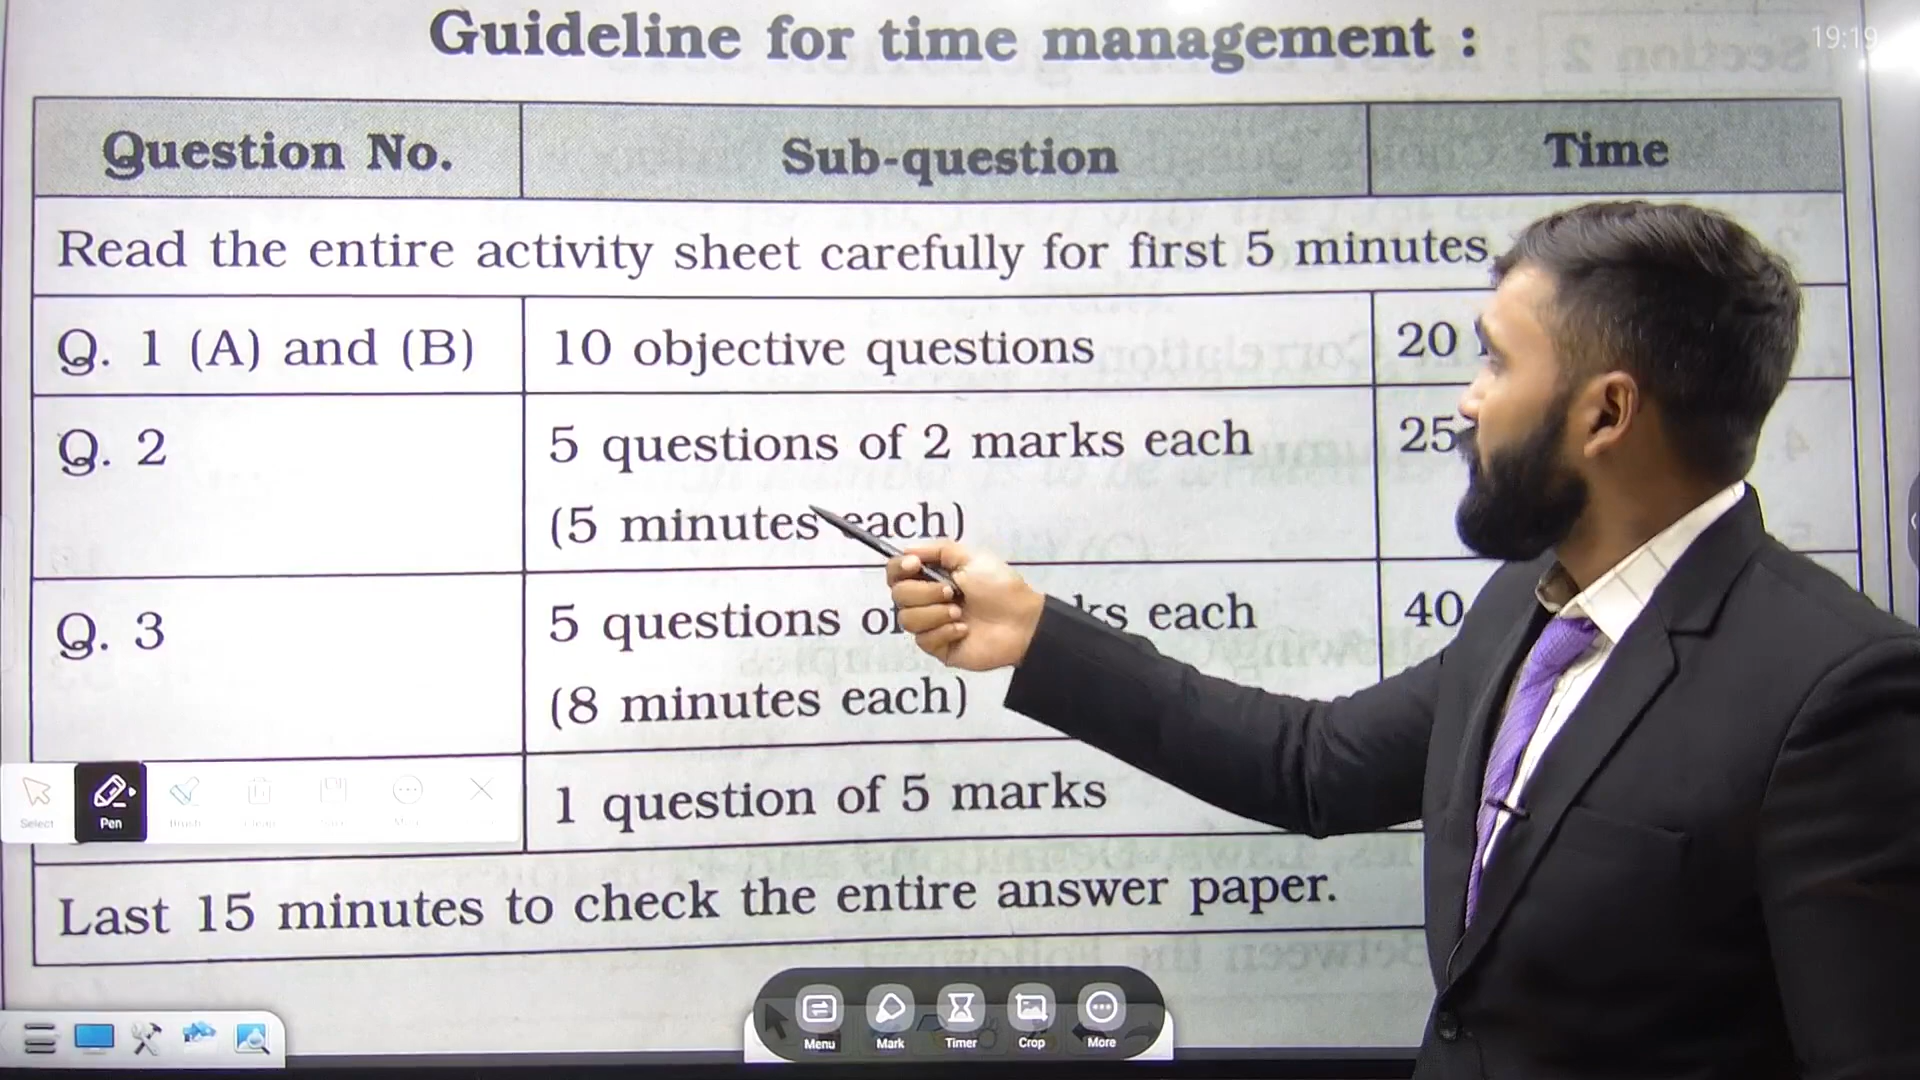 Guideline for time management :
19:19
Question No. Sub-question Time
Read the entire activity sheet carefully for first 5 minutes.
Q. 1 (A) and (B) 10 objective questions 20
Q. 2 5 questions of 2 marks each 25
(5 minutes each)
Q. 3 5 questions each 40
(8 minutes each)
1 question of 5 marks
Last 15 minutes to check the entire answer paper.
Select Pen
Menu Mark Timer Crop More